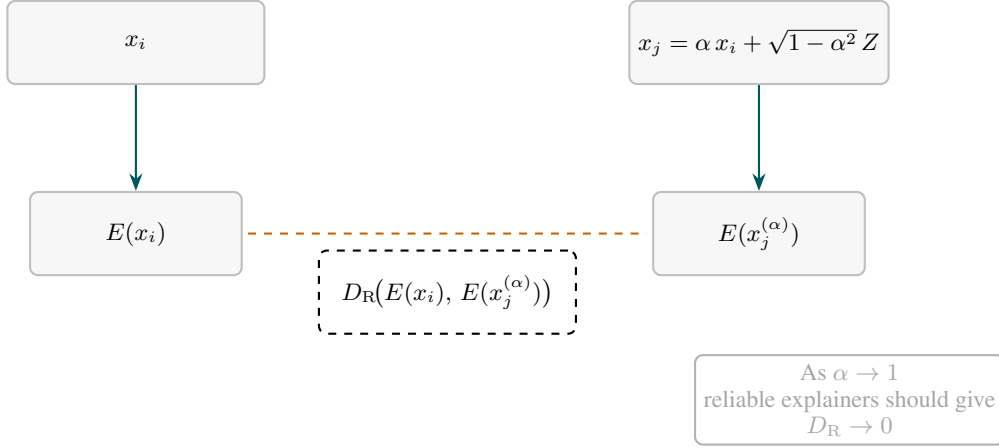 x_i
x_j = α x_i + √(1 − α²) Z
E(x_i)
E(x_j^{(α)})
D_R(E(x_i), E(x_j^{(α)}))
As α → 1
reliable explainers should give
D_R → 0